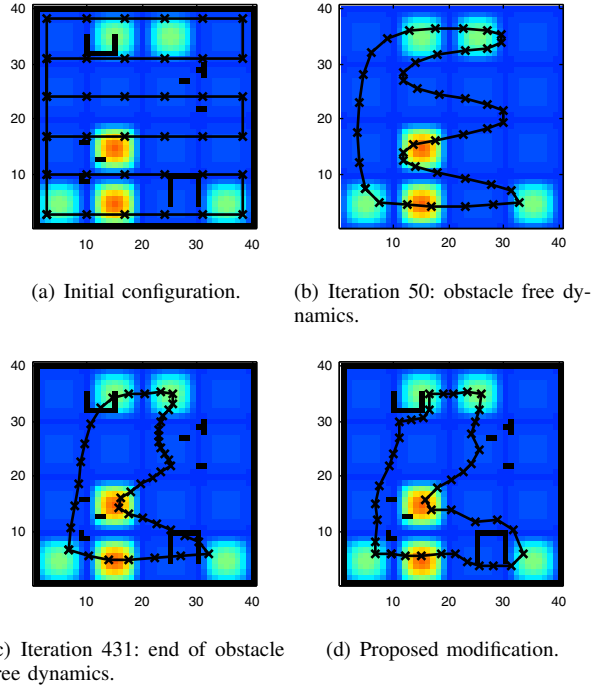 40
30
20
10
10 20 30 40
(a) Initial configuration.
40
30
20
10
10 20 30 40
(b) Iteration 50: obstacle free dy-
namics.
40
30
20
10
10 20 30 40
c) Iteration 431: end of obstacle
ree dynamics.
40
30
20
10
10 20 30 40
(d) Proposed modification.